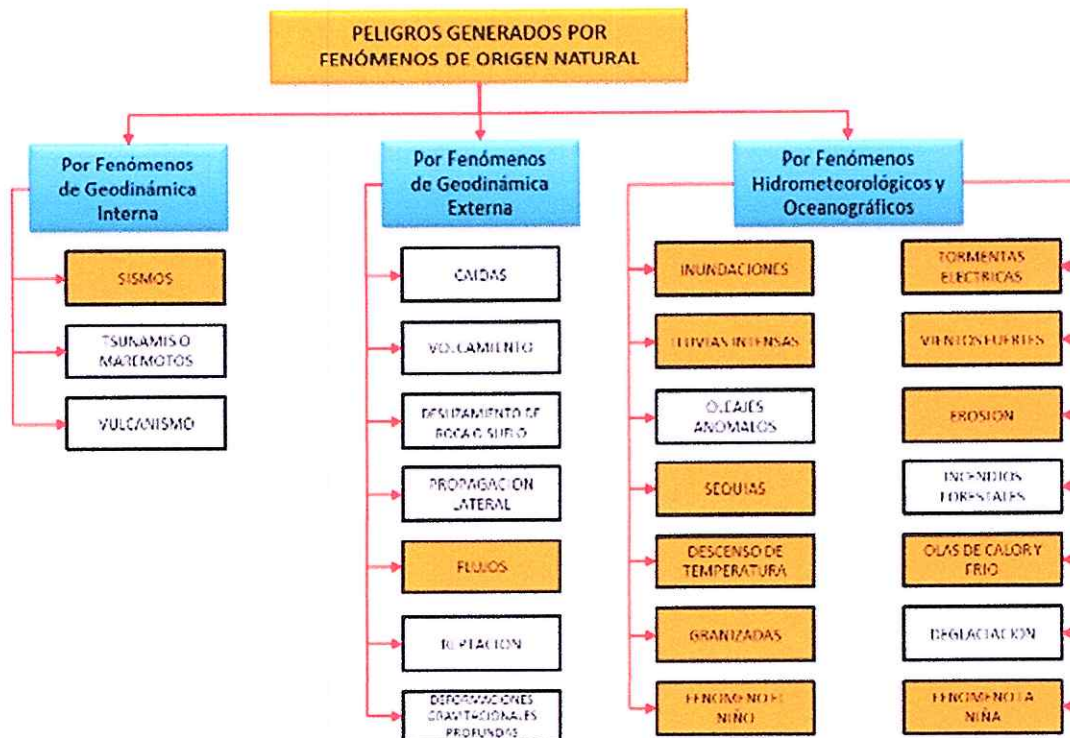 PELIGROS GENERADOS POR
FENÓMENOS DE ORIGEN NATURAL
Por Fenómenos
de Geodinámica
Interna
SISMOS
TSUNAMIS O
MAREMOTOS
VULCANISMO
Por Fenómenos
de Geodinámica
Externa
CAIDAS
VOLCAMIENTO
DESLIZAMIENTO DE
ROCA O SUELO
PROPAGACION
LATERAL
FLUJOS
REPTACION
DEFORMACIONES
GRAVITACIONALES
PROFUNDAS
Por Fenómenos
Hidrometeorológicos y
Oceanográficos
INUNDACIONES
LLUVIAS INTENSAS
OLEAJES
ANOMALOS
SEQUIAS
DESCENSO DE
TEMPERATURA
GRANIZADAS
FENOMENO EL
NIÑO
TORMENTAS
ELECTRICAS
VIENTOS FUERTES
EROSION
INCENDIOS
FORESTALES
OLAS DE CALOR Y
FRIO
DEGLACIACION
FENOMENO LA
NIÑA